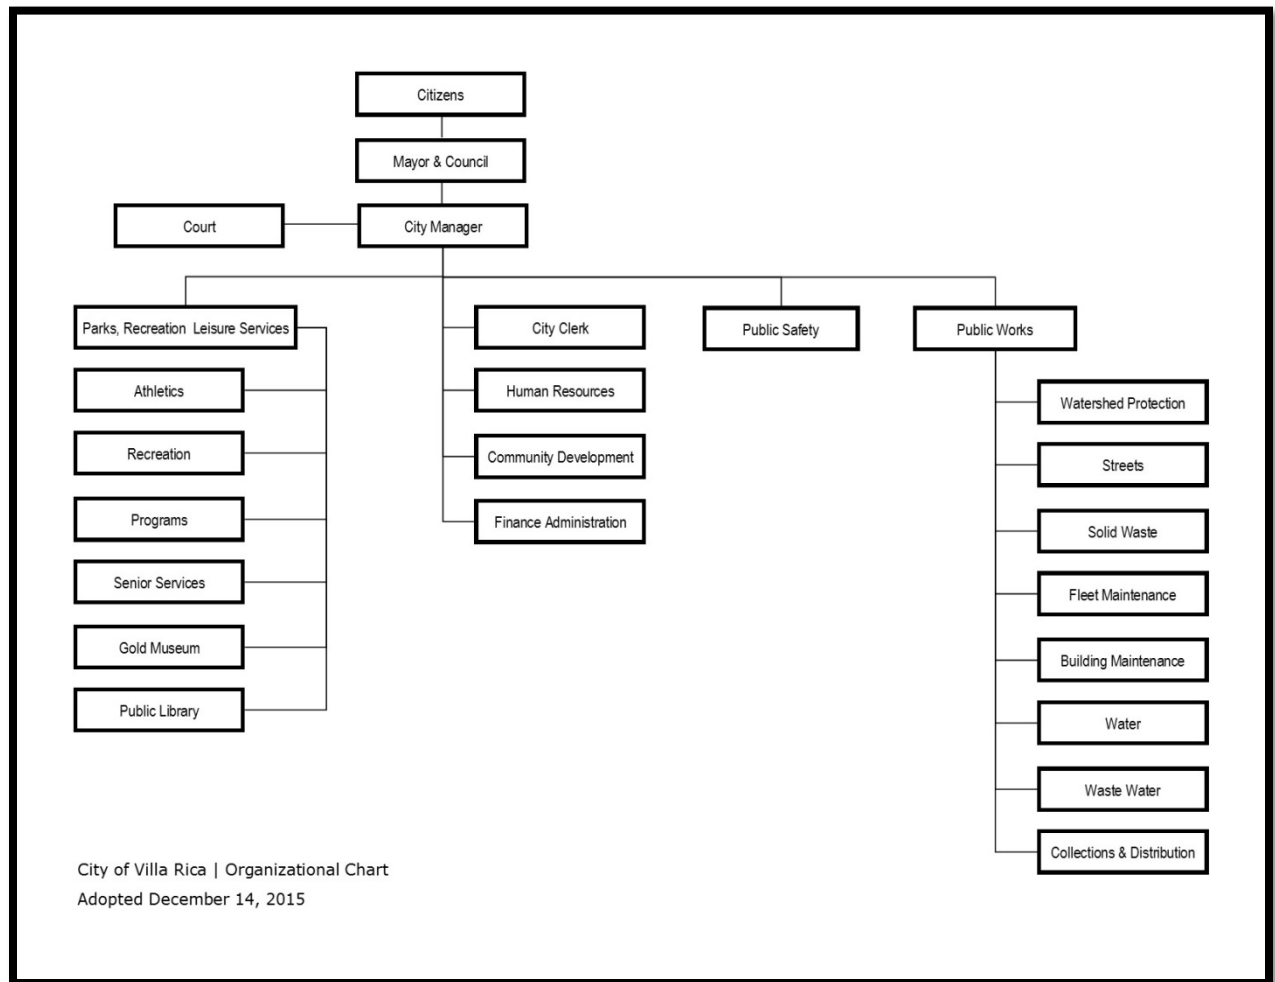 Citizens
Mayor & Council
Court
City Manager
Parks, Recreation Leisure Services
Athletics
Recreation
Programs
Senior Services
Gold Museum
Public Library
City Clerk
Human Resources
Community Development
Finance Administration
Public Safety
Public Works
Watershed Protection
Streets
Solid Waste
Fleet Maintenance
Building Maintenance
Water
Waste Water
Collections & Distribution
City of Villa Rica | Organizational Chart
Adopted December 14, 2015